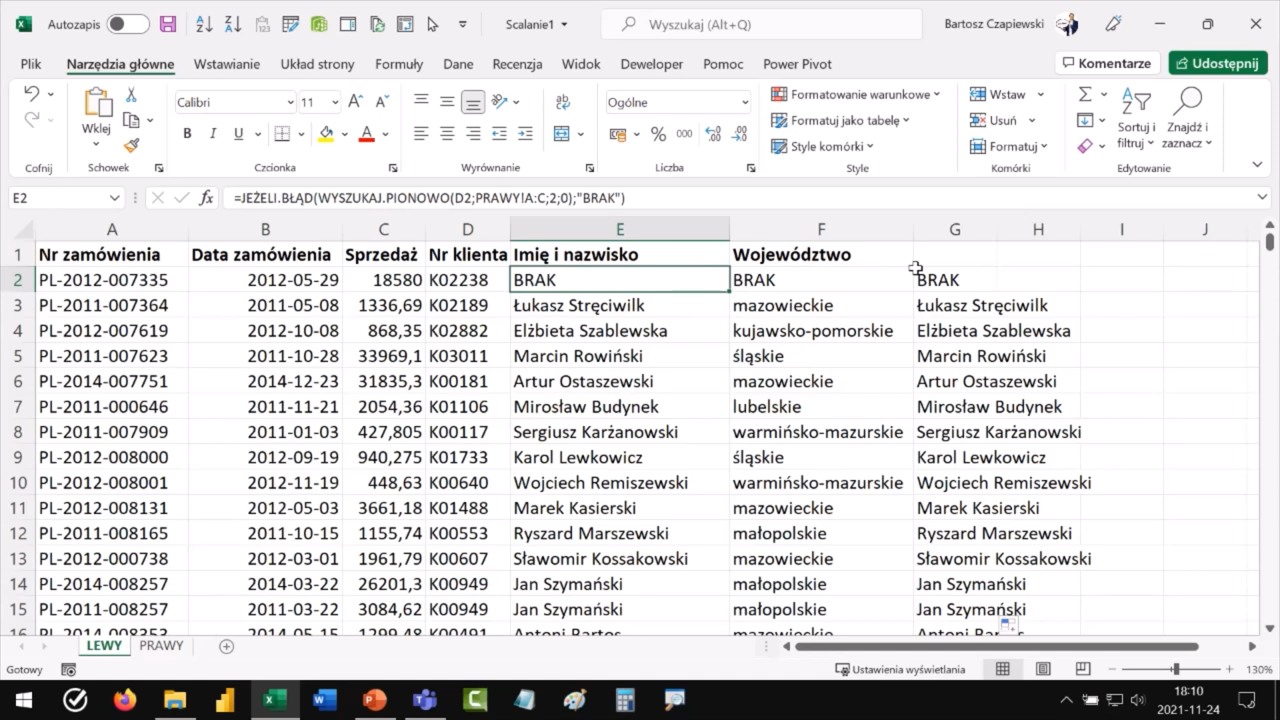 Autozapis
Scalanie1
Wyszukaj (Alt+Q)
Bartosz Czapiewski
Plik
Narzędzia główne
Wstawianie
Układ strony
Formuły
Dane
Recenzja
Widok
Deweloper
Pomoc
Power Pivot
Komentarze
Udostępnij
Wklej
Calibri
11
Ogólne
Formatowanie warunkowe
Formatuj jako tabelę
Style komórki
Wstaw
Usuń
Formatuj
Sortuj i filtruj
Znajdź i zaznacz
Cofnij
Schowek
Czcionka
Wyrównanie
Liczba
Style
Komórki
Edytowanie
E2
=JEŻELI.BŁĄD(WYSZUKAJ.PIONOWO(D2;PRAWY!A:C;2;0);"BRAK")
A B C D E F G H I J
1 Nr zamówienia Data zamówienia Sprzedaż Nr klienta Imię i nazwisko Województwo
2 PL-2012-007335 2012-05-29 18580 K02238 BRAK BRAK BRAK
3 PL-2011-007364 2011-05-08 1336,69 K02189 Łukasz Stręciwilk mazowieckie Łukasz Stręciwilk
4 PL-2012-007619 2012-10-08 868,35 K02882 Elżbieta Szablewska kujawsko-pomorskie Elżbieta Szablewska
5 PL-2011-007623 2011-10-28 33969,1 K03011 Marcin Rowiński śląskie Marcin Rowiński
6 PL-2014-007751 2014-12-23 31835,3 K00181 Artur Ostaszewski mazowieckie Artur Ostaszewski
7 PL-2011-000646 2011-11-21 2054,36 K01106 Mirosław Budynek lubelskie Mirosław Budynek
8 PL-2011-007909 2011-01-03 427,805 K00117 Sergiusz Karżanowski warmińsko-mazurskie Sergiusz Karżanowski
9 PL-2012-008000 2012-09-19 940,275 K01733 Karol Lewkowicz śląskie Karol Lewkowicz
10 PL-2012-008001 2012-11-19 448,63 K00640 Wojciech Remiszewski warmińsko-mazurskie Wojciech Remiszewski
11 PL-2012-008131 2012-05-03 3661,18 K01488 Marek Kasierski mazowieckie Marek Kasierski
12 PL-2011-008165 2011-10-15 1155,74 K00553 Ryszard Marszewski małopolskie Ryszard Marszewski
13 PL-2012-000738 2012-03-01 1961,79 K00607 Sławomir Kossakowski mazowieckie Sławomir Kossakowski
14 PL-2014-008257 2014-03-22 26201,3 K00949 Jan Szymański małopolskie Jan Szymański
15 PL-2011-008257 2011-03-22 3084,62 K00949 Jan Szymański małopolskie Jan Szymański
16 PL-2014-008353 2014-05-15 1299,48 K00491 Antoni Bartos mazowieckie Antoni Bartos
LEWY
PRAWY
Gotowy
Ustawienia wyświetlania
130%
18:10
2021-11-24